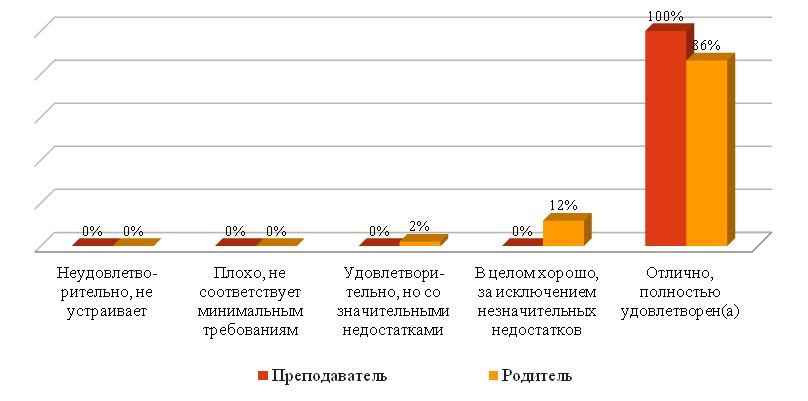 100%
86%
12%
0% 0% 0% 0% 0% 2% 0%
Неудовлетво-
рительно, не
устраивает
Плохо, не
соответствует
минимальным
требованиям
Удовлетвори-
тельно, но со
значительными
недостатками
В целом хорошо,
за исключением
незначительных
недостатков
Отлично,
полностью
удовлетворен(а)
Преподаватель Родитель